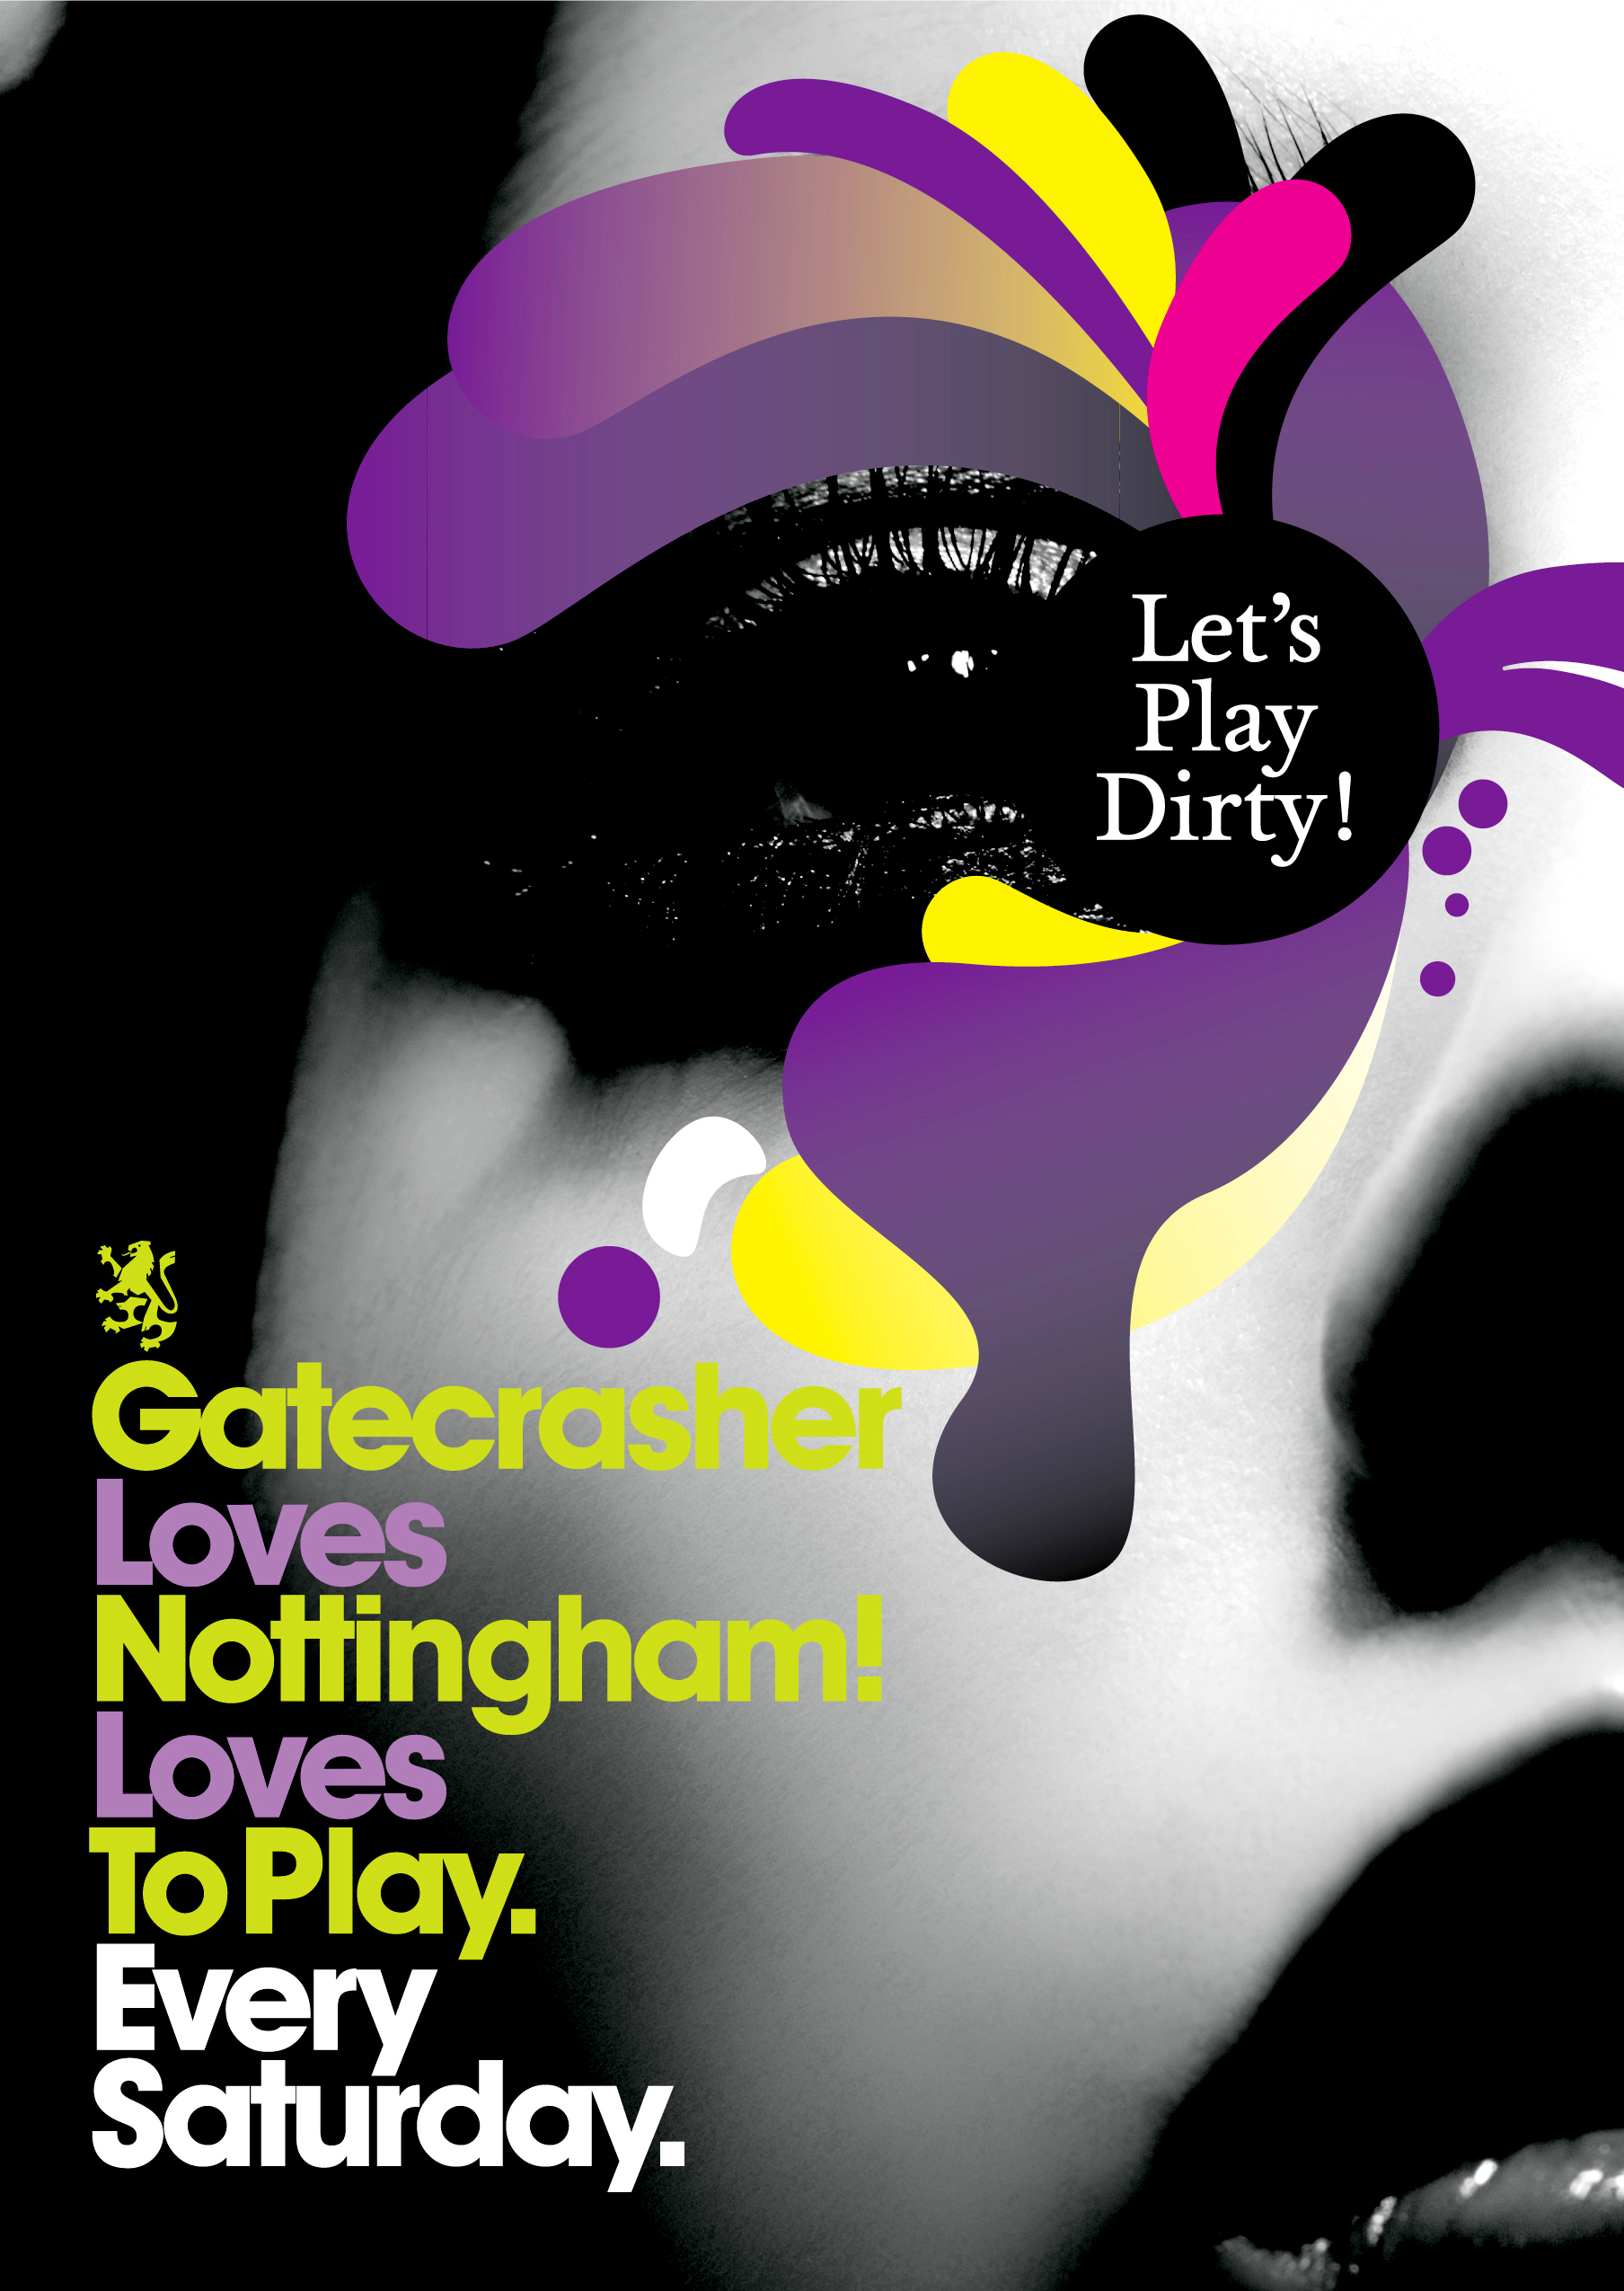 Let’s
Play
Dirty!
Gatecrasher
Loves
Nottingham!
Loves
To Play.
Every
Saturday.